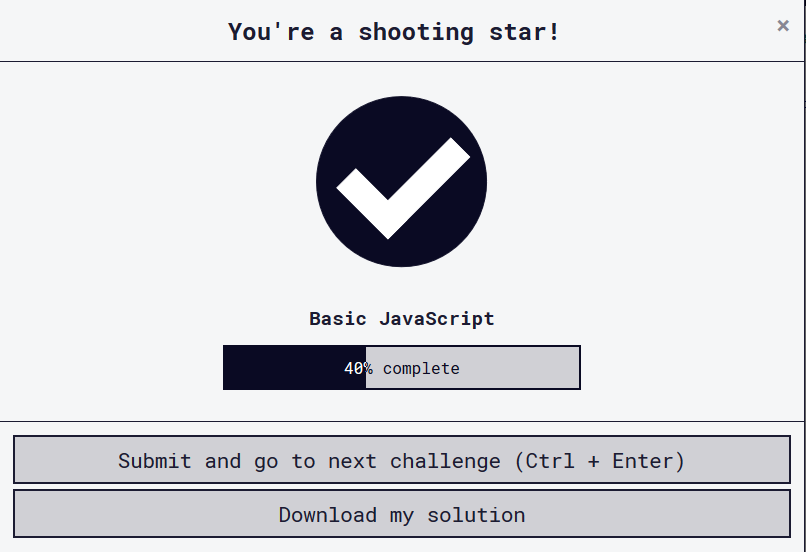 You're a shooting star!
×
Basic JavaScript
40% complete
Submit and go to next challenge (Ctrl + Enter)
Download my solution